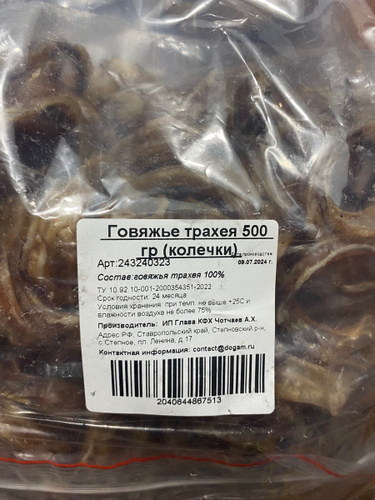 Говяжье трахея 500
гр (колечки)
производства
Арт:243240323
09.07.2024 г.
Состав:говяжья трахея 100%
ТУ 10.92.10-001-2000354351-2022
Срок годности: 24 месяца
Условия хранения: при темп. не выше +25С и
влажности воздуха не более 75%
Производитель: ИП Глава КФХ Чотчаев А.Х.
Адрес РФ, Ставропольский край, Степновский р-н,
с.Степное, пл. Ленина, д.17
Контактная информация: contact@dogam.ru
2040644867513